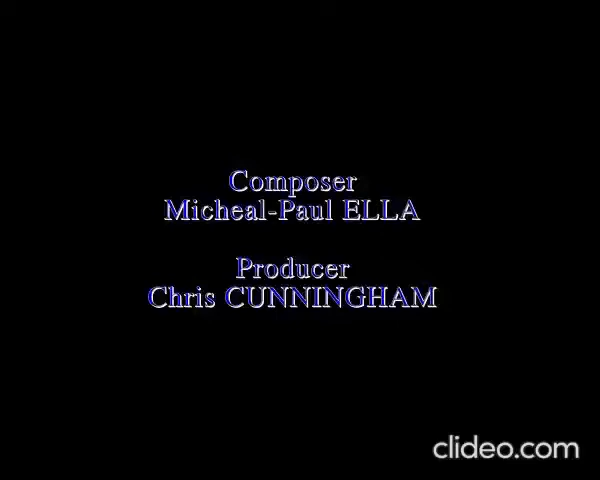 Composer
Micheal-Paul ELLA
Producer
Chris CUNNINGHAM
clideo.com